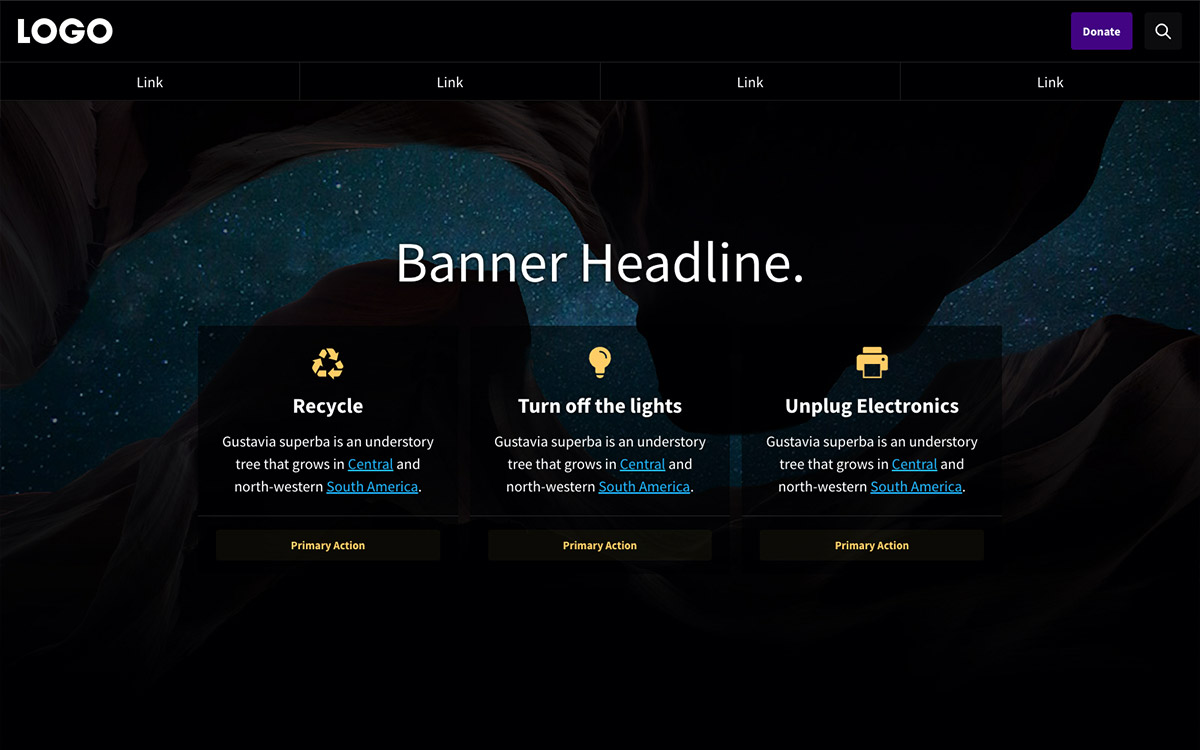 LOGO
Donate
Link
Link
Link
Link
Banner Headline.
Recycle
Gustavia superba is an understory
tree that grows in Central and
north-western South America.
Primary Action
Turn off the lights
Gustavia superba is an understory
tree that grows in Central and
north-western South America.
Primary Action
Unplug Electronics
Gustavia superba is an understory
tree that grows in Central and
north-western South America.
Primary Action